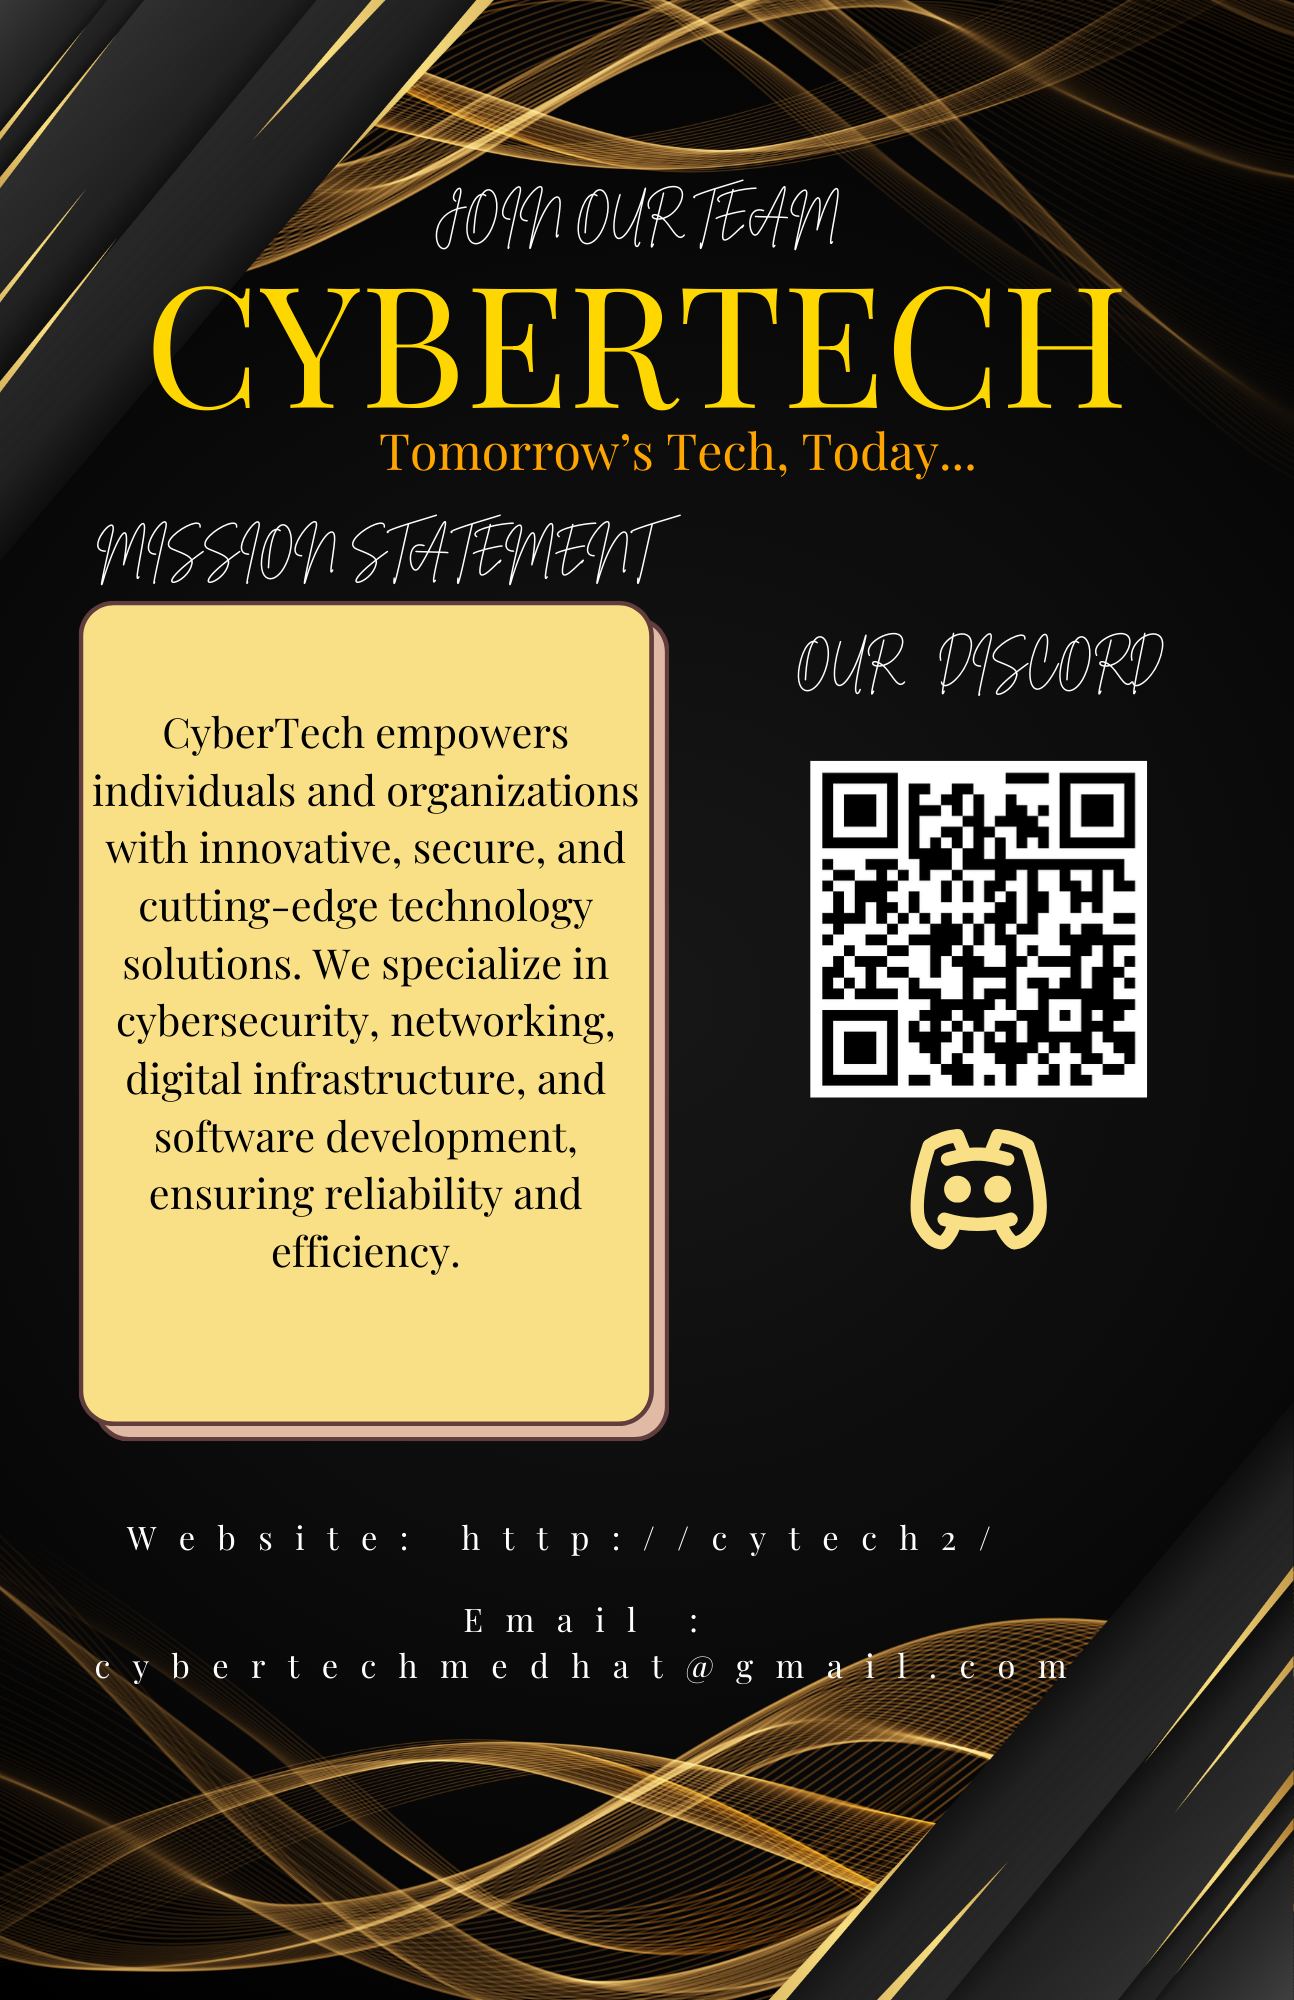 JOIN OUR TEAM
CYBERTECH
Tomorrow’s Tech, Today...
MISSION STATEMENT
CyberTech empowers
individuals and organizations
with innovative, secure, and
cutting-edge technology
solutions. We specialize in
cybersecurity, networking,
digital infrastructure, and
software development,
ensuring reliability and
efficiency.
OUR DISCORD
Website: http://cytech2/
Email :
cybertechmedhat@gmail.com